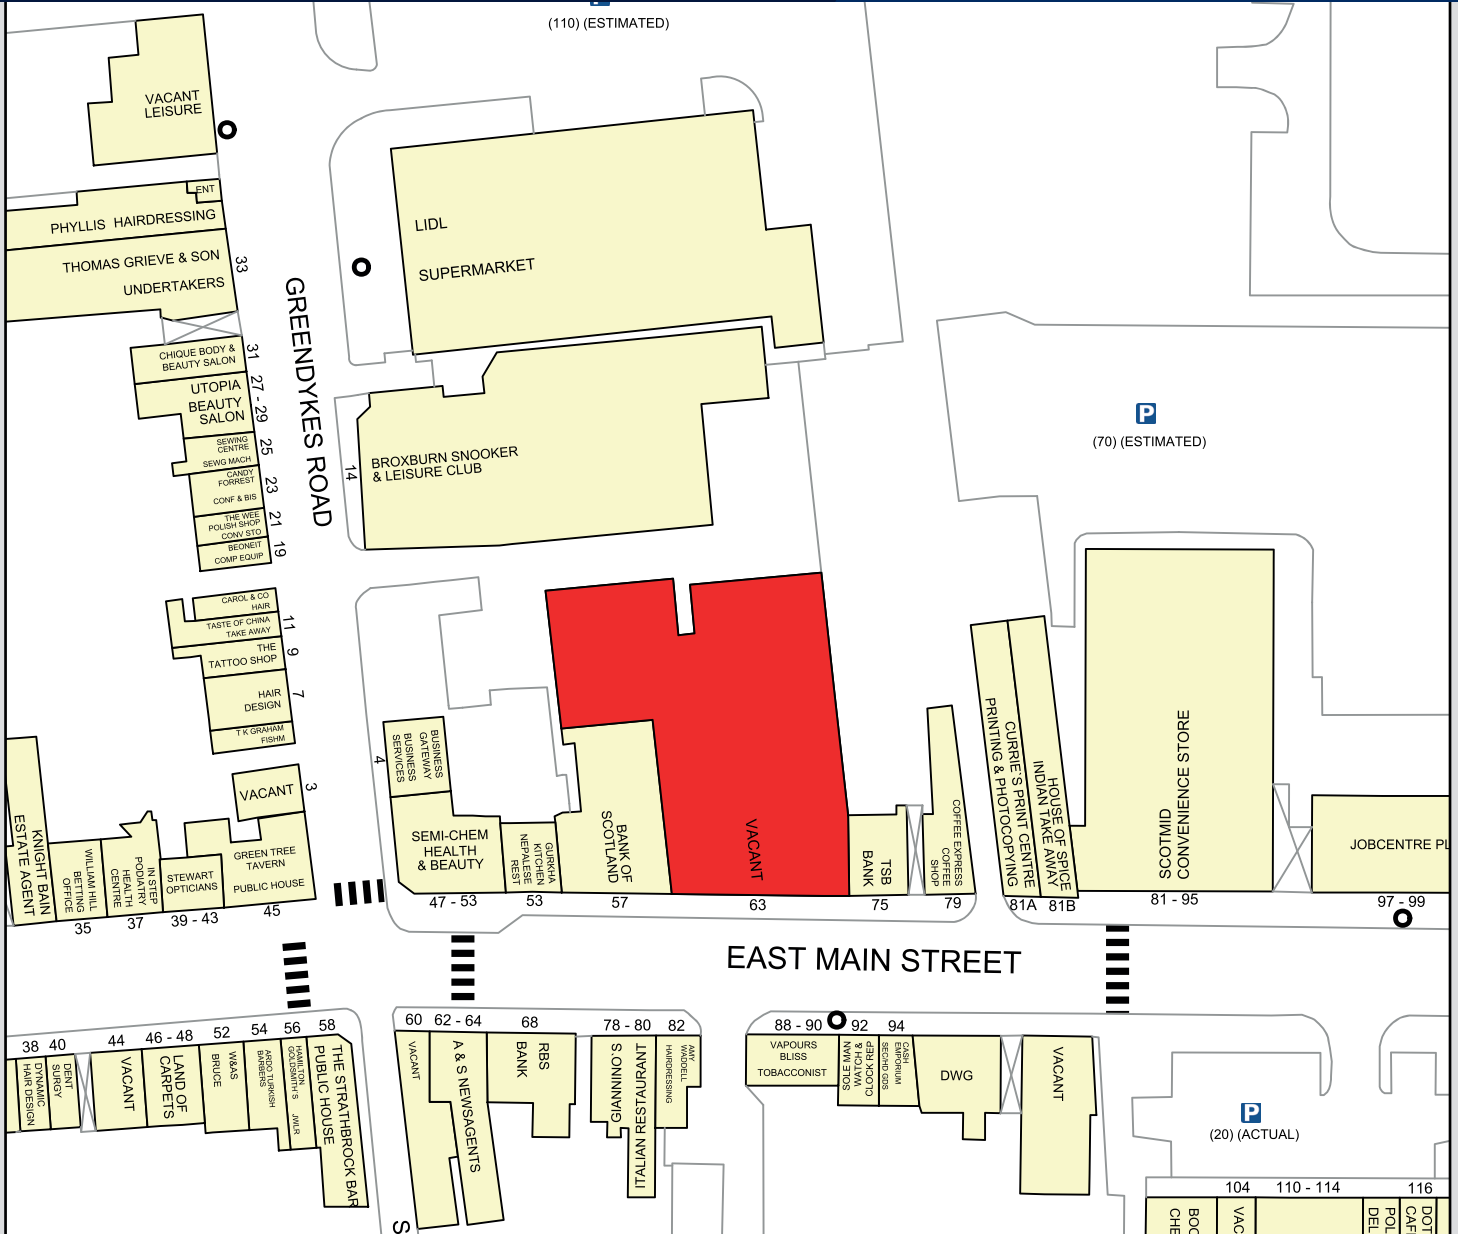 P
(110) (ESTIMATED)
VACANT
LEISURE
ENT
PHYLLIS HAIRDRESSING
THOMAS GRIEVE & SON
UNDERTAKERS
33
LIDL
SUPERMARKET
GREENDYKES ROAD
CHIQUE BODY &
BEAUTY SALON
31
UTOPIA
BEAUTY
SALON
27 - 29
SEWING
CENTRE
SEWG MACH
25
CANDY
FORREST
CONF & BIS
23
THE WEE
POLISH SHOP
CONV STO
21
BEONEIT
COMP EQUIP
19
14
BROXBURN SNOOKER
& LEISURE CLUB
P
(70) (ESTIMATED)
CAROL & CO
HAIR
TASTE OF CHINA
TAKE AWAY
11
THE
TATTOO SHOP
9
HAIR
DESIGN
7
T K GRAHAM
FISHM
VACANT
3
4
BUSINESS
GATEWAY
BUSINESS
SERVICES
SEMI-CHEM
HEALTH
& BEAUTY
47 - 53
GURKHA
KITCHEN
NEPALESE
REST
53
BANK OF
SCOTLAND
57
VACANT
63
TSB
BANK
75
COFFEE EXPRESS
COFFEE
SHOP
79
CURRIE`S PRINT CENTRE
PRINTING & PHOTOCOPYING
81A
HOUSE OF SPICE
INDIAN TAKE AWAY
81B
SCOTMID
CONVENIENCE STORE
81 - 95
JOBCENTRE PL
97 - 99
KNIGHT BAIN
ESTATE AGENT
WILLIAM HILL
BETTING
OFFICE
35
IN STEP
PODIATRY
HEALTH
CENTRE
37
STEWART
OPTICIANS
39 - 43
GREEN TREE
TAVERN
PUBLIC HOUSE
45
EAST MAIN STREET
38
DYNAMIC
HAIR DESIGN
40
DENT
SURGY
44
VACANT
46 - 48
LAND OF
CARPETS
52
W&AS
BRUCE
54
ARDO TURKISH
BARBERS
56
HAMILTON
GOLDSMITH'S JWLR
58
THE STRATHBROCK BAR
PUBLIC HOUSE
60
VACANT
62 - 64
A & S NEWSAGENTS
68
RBS
BANK
78 - 80
GIANNINO.S
ITALIAN RESTAURANT
82
AMY
WADDELL
HAIRDRESSING
88 - 90
VAPOURS
BLISS
TOBACCONIST
92
SOLE MAN
WATCH &
CLOCK REP
94
CASH
EMPORIUM
SEC/HD GDS
DWG
VACANT
P
(20) (ACTUAL)
104
VAC
110 - 114
116
BOO
CHE
POL
DEL
DOT
CAF
S